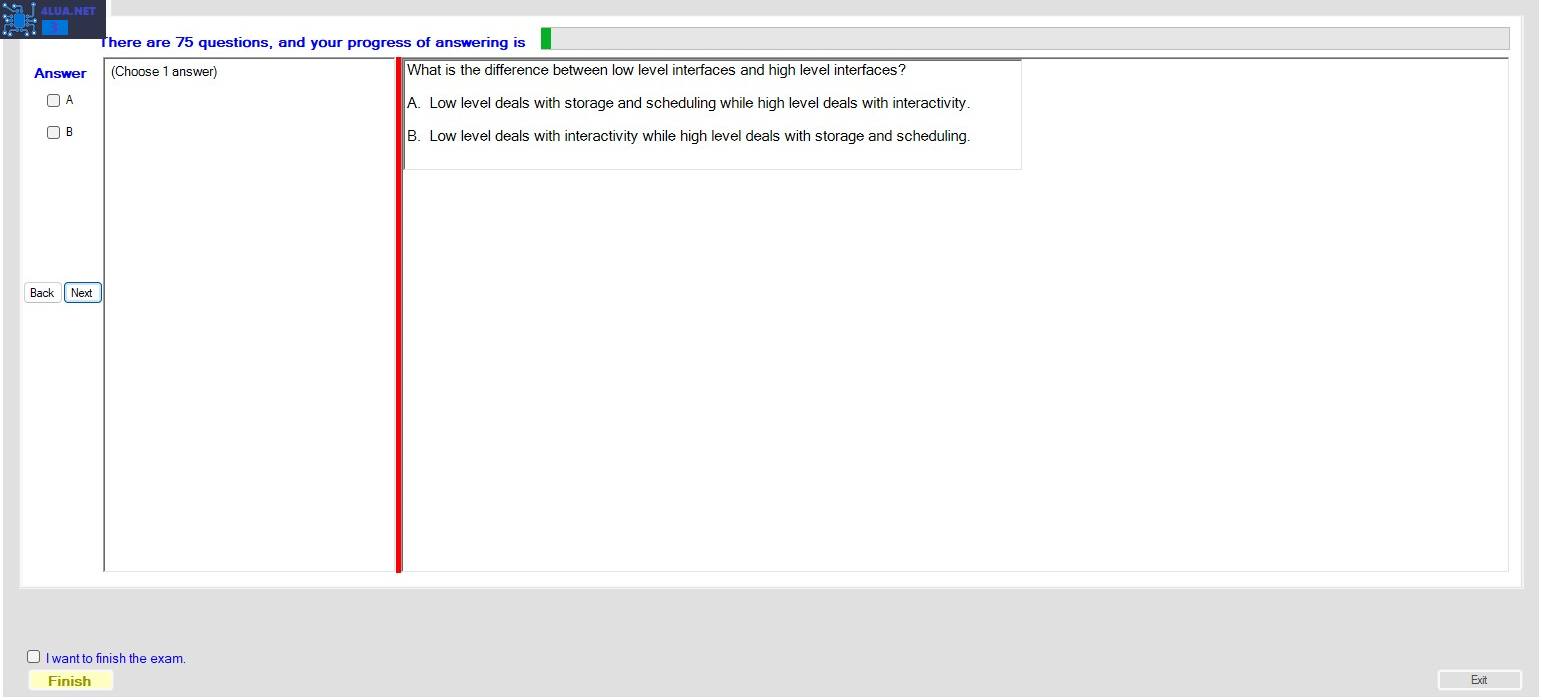 4LUA.NET
There are 75 questions, and your progress of answering is
Answer
(Choose 1 answer)
A
B
What is the difference between low level interfaces and high level interfaces?
A. Low level deals with storage and scheduling while high level deals with interactivity.
B. Low level deals with interactivity while high level deals with storage and scheduling.
Back Next
I want to finish the exam.
Finish
Exit